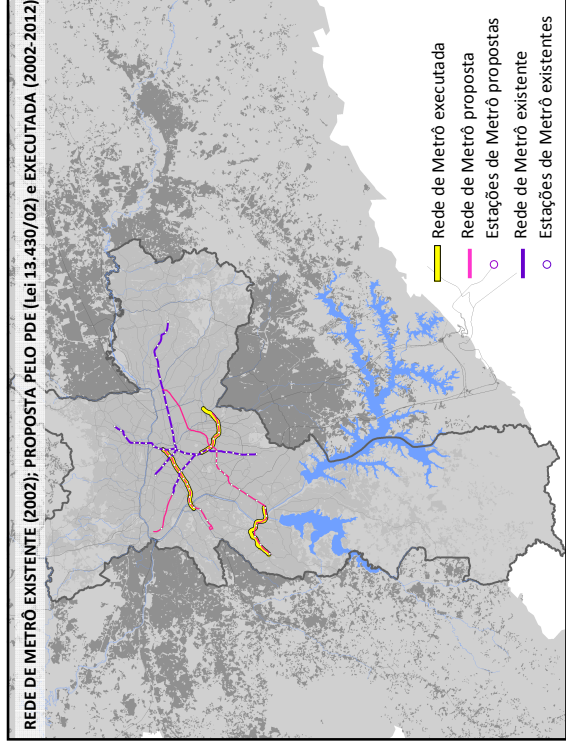 REDE DE METRÔ EXISTENTE (2002); PROPOSTA PELO PDE (Lei 13.430/02) e EXECUTADA (2002-2012)
Rede de Metrô executada
Rede de Metrô proposta
Estações de Metrô propostas
Rede de Metrô existente
Estações de Metrô existentes